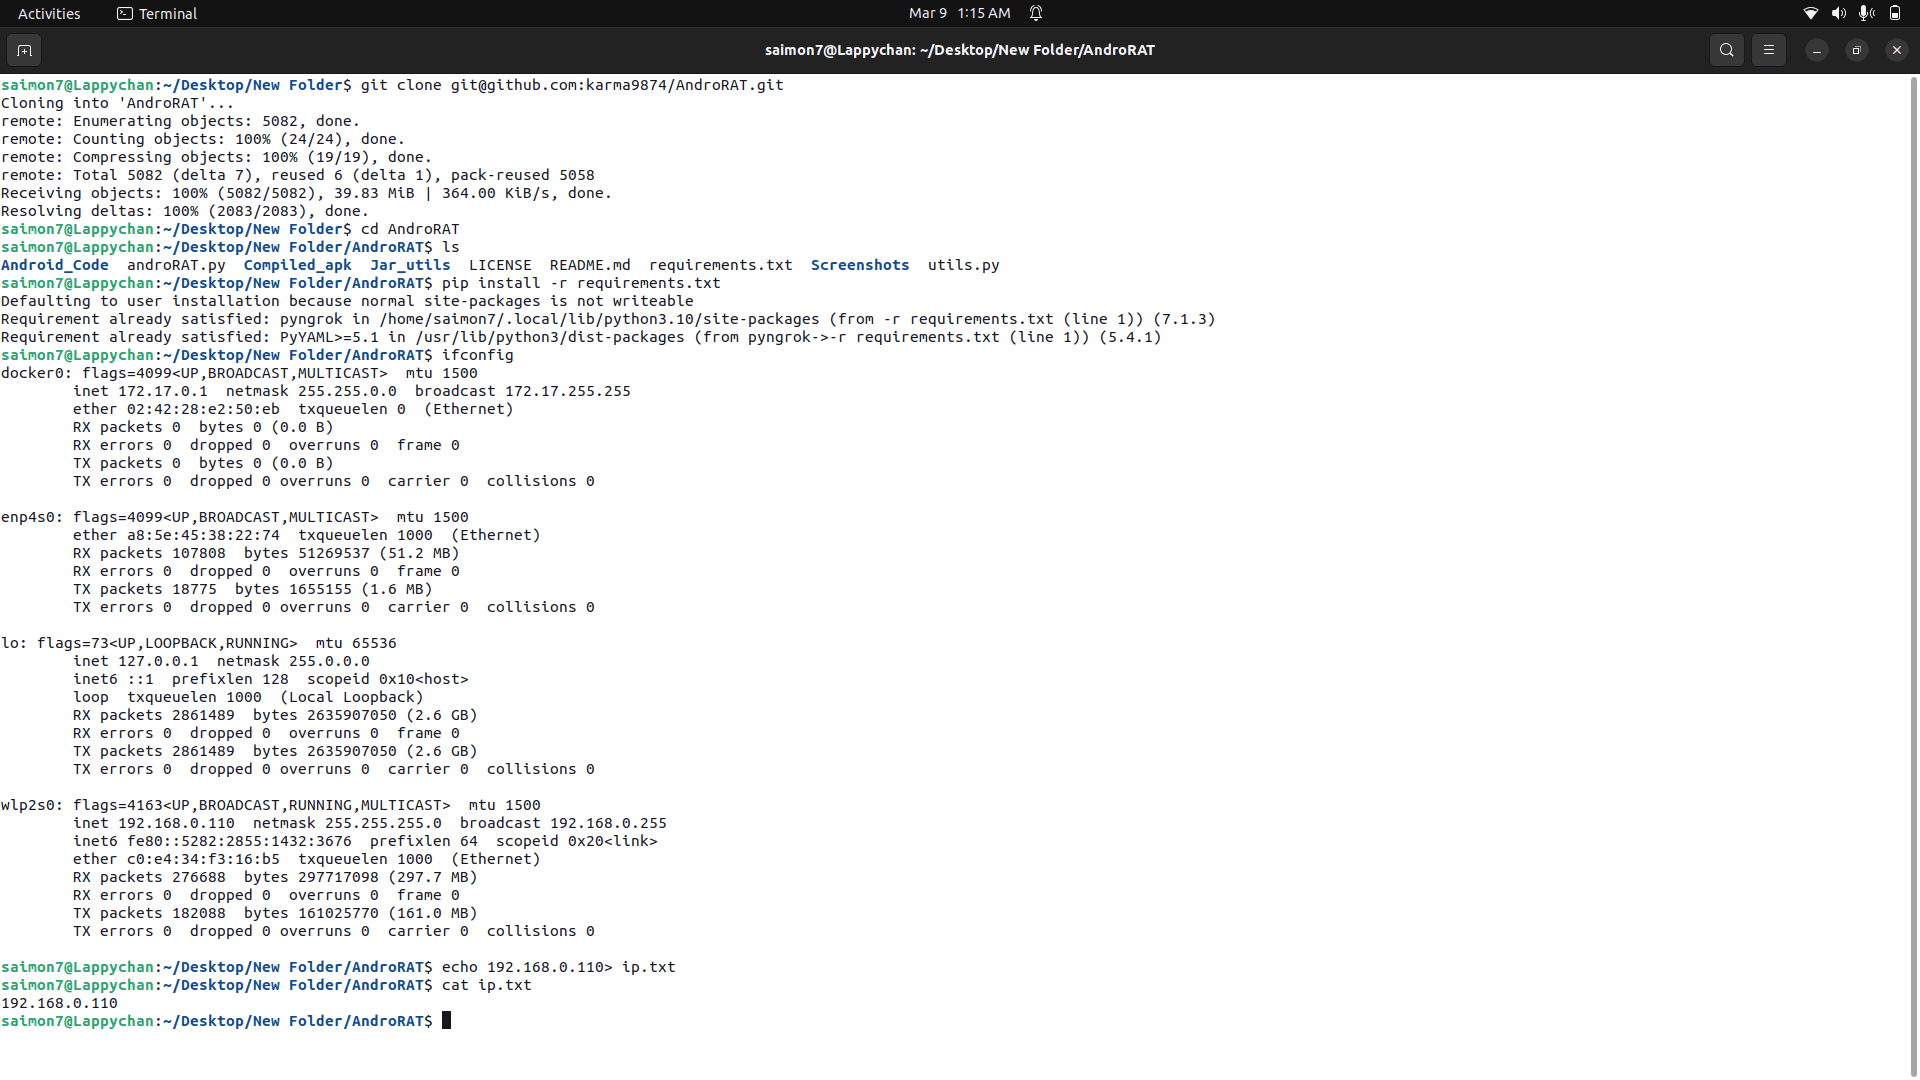 Activities Terminal Mar 9 1:15 AM
saimon7@Lappychan: ~/Desktop/New Folder/AndroRAT
saimon7@Lappychan:~/Desktop/New Folder$ git clone git@github.com:karma9874/AndroRAT.git
Cloning into 'AndroRAT'...
remote: Enumerating objects: 5082, done.
remote: Counting objects: 100% (24/24), done.
remote: Compressing objects: 100% (19/19), done.
remote: Total 5082 (delta 7), reused 6 (delta 1), pack-reused 5058
Receiving objects: 100% (5082/5082), 39.83 MiB | 364.00 KiB/s, done.
Resolving deltas: 100% (2083/2083), done.
saimon7@Lappychan:~/Desktop/New Folder$ cd AndroRAT
saimon7@Lappychan:~/Desktop/New Folder/AndroRAT$ ls
Android_Code  androRAT.py  Compiled_apk  Jar_utils  LICENSE  README.md  requirements.txt  Screenshots  utils.py
saimon7@Lappychan:~/Desktop/New Folder/AndroRAT$ pip install -r requirements.txt
Defaulting to user installation because normal site-packages is not writeable
Requirement already satisfied: pyngrok in /home/saimon7/.local/lib/python3.10/site-packages (from -r requirements.txt (line 1)) (7.1.3)
Requirement already satisfied: PyYAML>=5.1 in /usr/lib/python3/dist-packages (from pyngrok->-r requirements.txt (line 1)) (5.4.1)
saimon7@Lappychan:~/Desktop/New Folder/AndroRAT$ ifconfig
docker0: flags=4099<UP,BROADCAST,MULTICAST>  mtu 1500
        inet 172.17.0.1  netmask 255.255.0.0  broadcast 172.17.255.255
        ether 02:42:28:e2:50:eb  txqueuelen 0  (Ethernet)
        RX packets 0  bytes 0 (0.0 B)
        RX errors 0  dropped 0  overruns 0  frame 0
        TX packets 0  bytes 0 (0.0 B)
        TX errors 0  dropped 0 overruns 0  carrier 0  collisions 0

enp4s0: flags=4099<UP,BROADCAST,MULTICAST>  mtu 1500
        ether a8:5e:45:38:22:74  txqueuelen 1000  (Ethernet)
        RX packets 107808  bytes 51269537 (51.2 MB)
        RX errors 0  dropped 0  overruns 0  frame 0
        TX packets 18775  bytes 1655155 (1.6 MB)
        TX errors 0  dropped 0 overruns 0  carrier 0  collisions 0

lo: flags=73<UP,LOOPBACK,RUNNING>  mtu 65536
        inet 127.0.0.1  netmask 255.0.0.0
        inet6 ::1  prefixlen 128  scopeid 0x10<host>
        loop  txqueuelen 1000  (Local Loopback)
        RX packets 2861489  bytes 2635907050 (2.6 GB)
        RX errors 0  dropped 0  overruns 0  frame 0
        TX packets 2861489  bytes 2635907050 (2.6 GB)
        TX errors 0  dropped 0 overruns 0  carrier 0  collisions 0

wlp2s0: flags=4163<UP,BROADCAST,RUNNING,MULTICAST>  mtu 1500
        inet 192.168.0.110  netmask 255.255.255.0  broadcast 192.168.0.255
        inet6 fe80::5282:2855:1432:3676  prefixlen 64  scopeid 0x20<link>
        ether c0:e4:34:f3:16:b5  txqueuelen 1000  (Ethernet)
        RX packets 276688  bytes 297717098 (297.7 MB)
        RX errors 0  dropped 0  overruns 0  frame 0
        TX packets 182088  bytes 161025770 (161.0 MB)
        TX errors 0  dropped 0 overruns 0  carrier 0  collisions 0

saimon7@Lappychan:~/Desktop/New Folder/AndroRAT$ echo 192.168.0.110> ip.txt
saimon7@Lappychan:~/Desktop/New Folder/AndroRAT$ cat ip.txt
192.168.0.110
saimon7@Lappychan:~/Desktop/New Folder/AndroRAT$